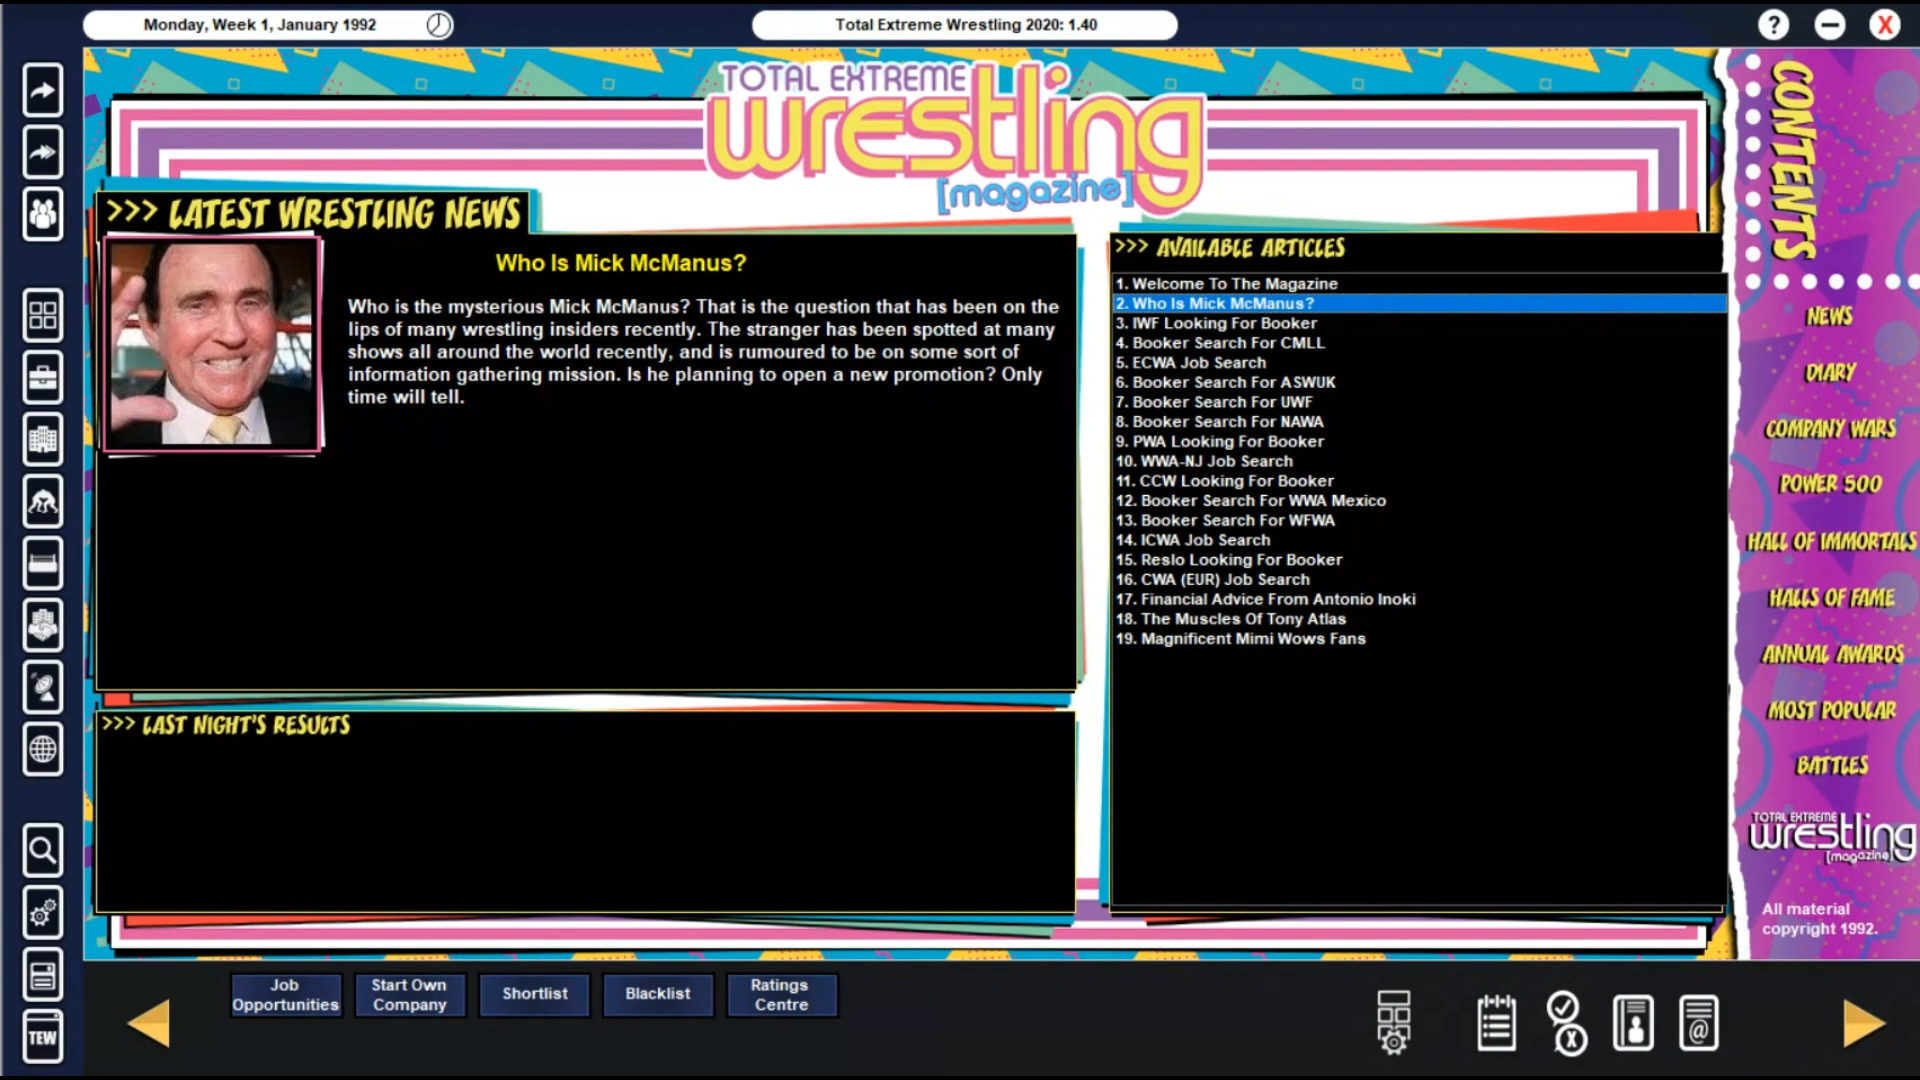 Monday, Week 1, January 1992
Total Extreme Wrestling 2020: 1.40
?
X
TOTAL EXTREME
wrestling
[magazine]
>>> LATEST WRESTLING NEWS
Who Is Mick McManus?
Who is the mysterious Mick McManus? That is the question that has been on the
lips of many wrestling insiders recently. The stranger has been spotted at many
shows all around the world recently, and is rumoured to be on some sort of
information gathering mission. Is he planning to open a new promotion? Only
time will tell.
>>> LAST NIGHT'S RESULTS
>>> AVAILABLE ARTICLES
1. Welcome To The Magazine
2. Who Is Mick McManus?
3. IWF Looking For Booker
4. Booker Search For CMLL
5. ECWA Job Search
6. Booker Search For ASWUK
7. Booker Search For UWF
8. Booker Search For NAWA
9. PWA Looking For Booker
10. WWA-NJ Job Search
11. CCW Looking For Booker
12. Booker Search For WWA Mexico
13. Booker Search For WFWA
14. ICWA Job Search
15. Reslo Looking For Booker
16. CWA (EUR) Job Search
17. Financial Advice From Antonio Inoki
18. The Muscles Of Tony Atlas
19. Magnificent Mimi Wows Fans
CONTENTS
NEWS
DIARY
COMPANY WARS
POWER 500
HALL OF IMMORTALS
HALLS OF FAME
ANNUAL AWARDS
MOST POPULAR
BATTLES
TOTAL EXTREME
wrestling
[magazine]
All material
copyright 1992.
TEW
Job
Opportunities
Start Own
Company
Shortlist
Blacklist
Ratings
Centre
X
@